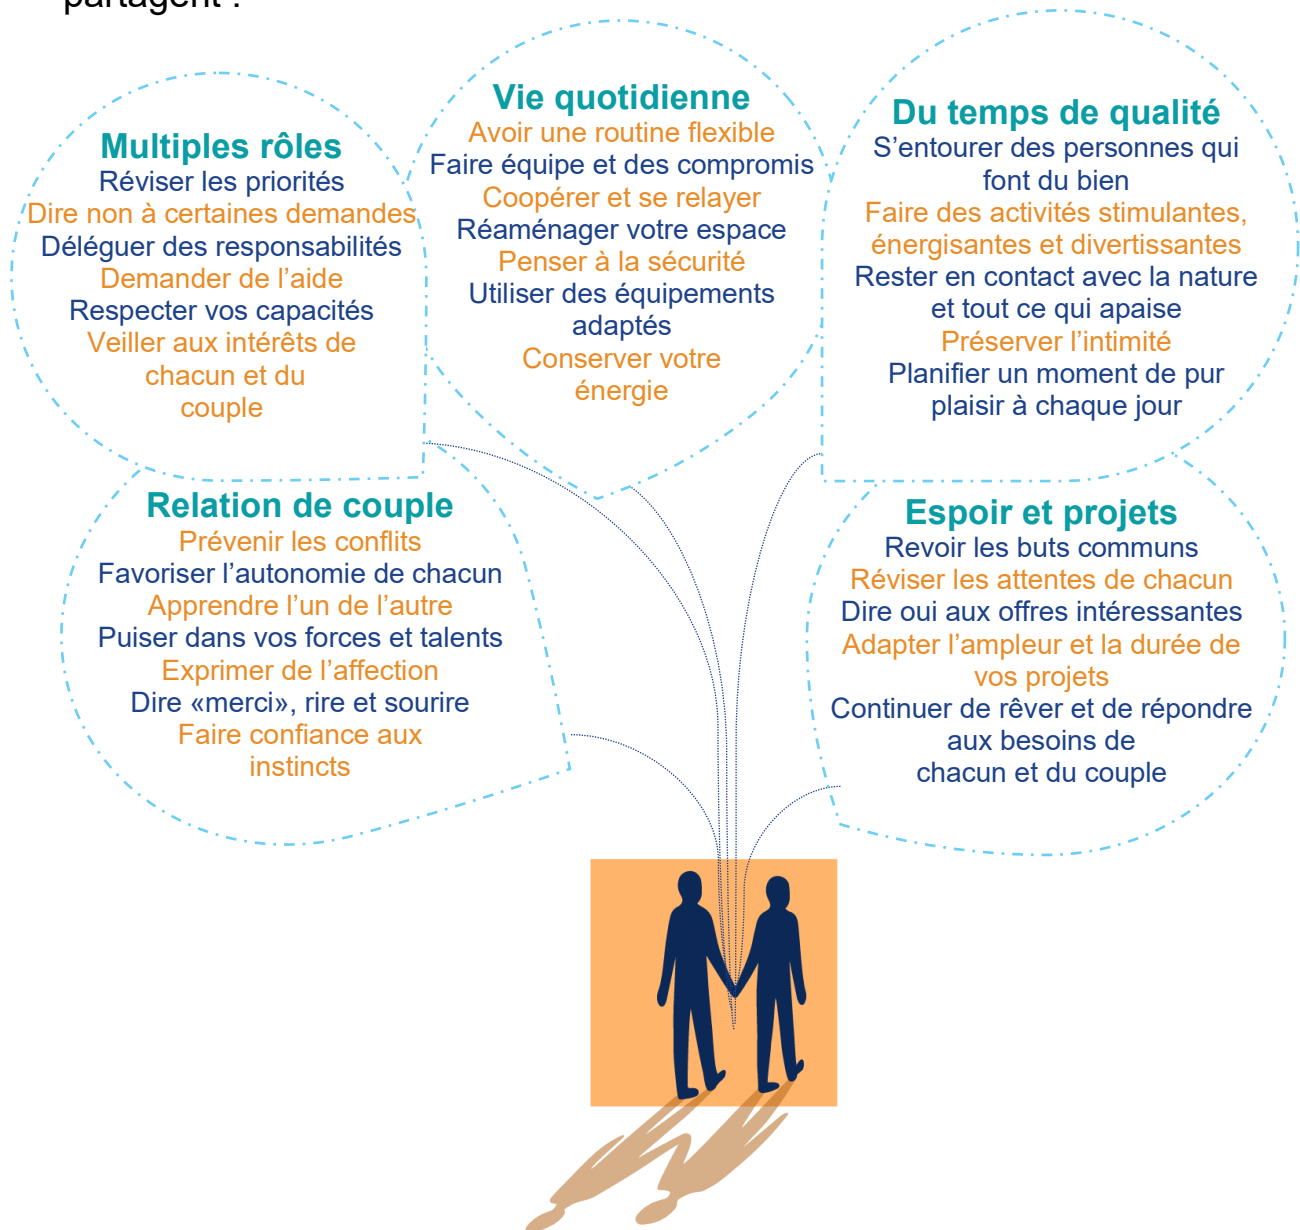 partagent :
Multiples rôles
Réviser les priorités
Dire non à certaines demandes
Déléguer des responsabilités
Demander de l’aide
Respecter vos capacités
Veiller aux intérêts de
chacun et du
couple
Vie quotidienne
Avoir une routine flexible
Faire équipe et des compromis
Coopérer et se relayer
Réaménager votre espace
Penser à la sécurité
Utiliser des équipements
adaptés
Conserver votre
énergie
Du temps de qualité
S’entourer des personnes qui
font du bien
Faire des activités stimulantes,
énergisantes et divertissantes
Rester en contact avec la nature
et tout ce qui apaise
Préserver l’intimité
Planifier un moment de pur
plaisir à chaque jour
Relation de couple
Prévenir les conflits
Favoriser l’autonomie de chacun
Apprendre l’un de l’autre
Puiser dans vos forces et talents
Exprimer de l’affection
Dire «merci», rire et sourire
Faire confiance aux
instincts
Espoir et projets
Revoir les buts communs
Réviser les attentes de chacun
Dire oui aux offres intéressantes
Adapter l’ampleur et la durée de
vos projets
Continuer de rêver et de répondre
aux besoins de
chacun et du couple